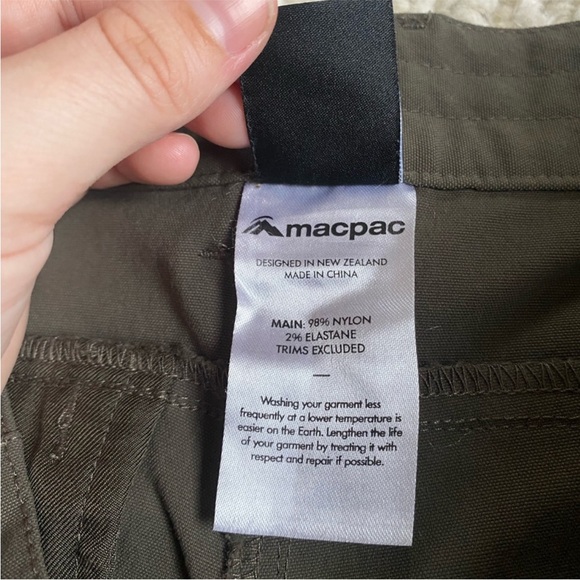 macpac
DESIGNED IN NEW ZEALAND
MADE IN CHINA
MAIN: 98% NYLON
2% ELASTANE
TRIMS EXCLUDED
—
Washing your garment less
frequently at a lower temperature is
easier on the Earth. Lengthen the life
of your garment by treating it with
respect and repair if possible.